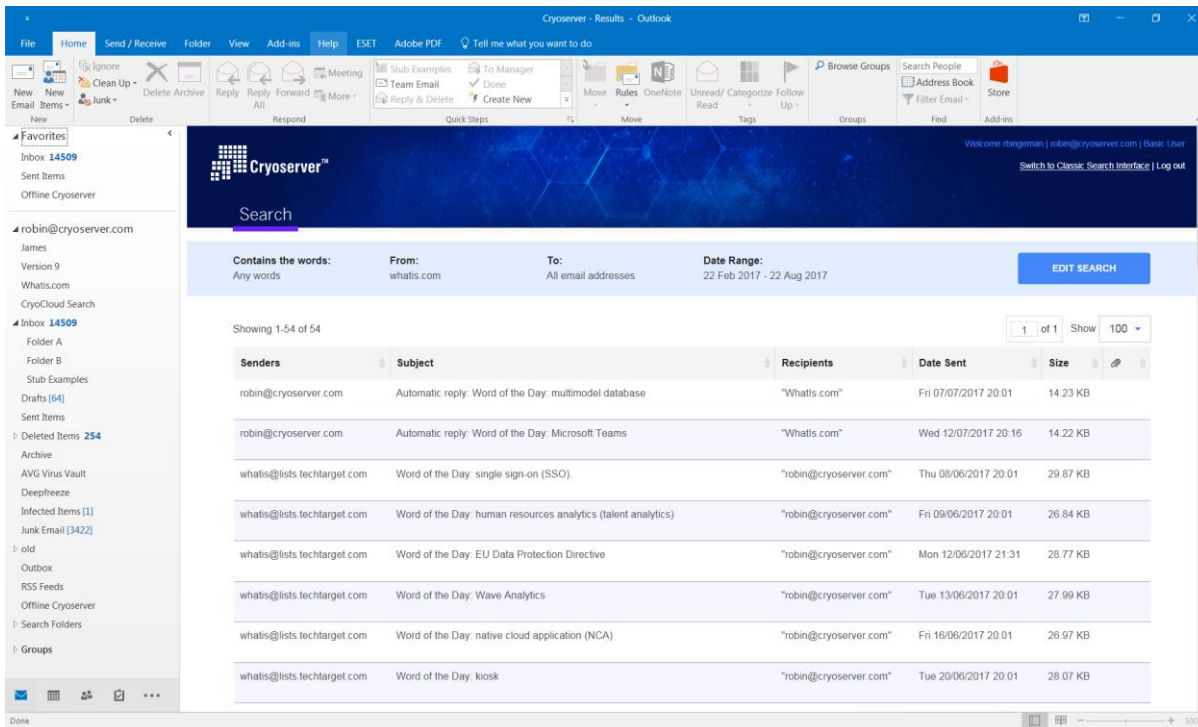 Cryoserver - Results - Outlook
File Home Send / Receive Folder View Add-ins Help ESET Adobe PDF Tell me what you want to do
New Email
New Items
Ignore
Clean Up
Junk
Delete Archive
Reply Reply All Forward
Meeting
More
Stub Examples
Team Email
Reply & Delete
To Manager
Done
Create New
Move Rules OneNote
Unread/ Read Categorize Follow Up
Browse Groups
Search People
Address Book
Filter Email
Store
New Delete Respond Quick Steps Move Tags Groups Find Add-ins
Favorites
Inbox 14509
Sent Items
Offline Cryoserver
robin@cryoserver.com
James
Version 9
Whatis.com
CryoCloud Search
Inbox 14509
Folder A
Folder B
Stub Examples
Drafts [64]
Sent Items
Deleted Items 254
Archive
AVG Virus Vault
Deepfreeze
Infected Items [1]
Junk Email [3422]
old
Outbox
RSS Feeds
Offline Cryoserver
Search Folders
Groups
Cryoserver™
Welcome rbingeman | robin@cryoserver.com | Basic User
Switch to Classic Search Interface | Log out
Search
Contains the words: From: To: Date Range:
Any words whatis.com All email addresses 22 Feb 2017 - 22 Aug 2017
EDIT SEARCH
Showing 1-54 of 54 1 of 1 Show 100
Senders Subject Recipients Date Sent Size
robin@cryoserver.com Automatic reply: Word of the Day: multimodel database "WhatIs.com" Fri 07/07/2017 20:01 14.23 KB
robin@cryoserver.com Automatic reply: Word of the Day: Microsoft Teams "WhatIs.com" Wed 12/07/2017 20:16 14.22 KB
whatis@lists.techtarget.com Word of the Day: single sign-on (SSO). "robin@cryoserver.com" Thu 08/06/2017 20:01 29.87 KB
whatis@lists.techtarget.com Word of the Day: human resources analytics (talent analytics) "robin@cryoserver.com" Fri 09/06/2017 20:01 26.84 KB
whatis@lists.techtarget.com Word of the Day: EU Data Protection Directive "robin@cryoserver.com" Mon 12/06/2017 21:31 28.77 KB
whatis@lists.techtarget.com Word of the Day: Wave Analytics "robin@cryoserver.com" Tue 13/06/2017 20:01 27.99 KB
whatis@lists.techtarget.com Word of the Day: native cloud application (NCA) "robin@cryoserver.com" Fri 16/06/2017 20:01 26.97 KB
whatis@lists.techtarget.com Word of the Day: kiosk "robin@cryoserver.com" Tue 20/06/2017 20:01 28.07 KB
Done